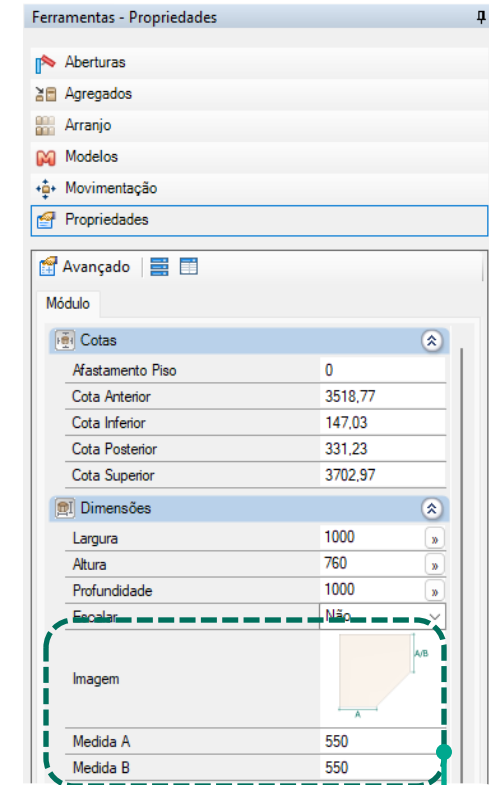 Ferramentas - Propriedades
Aberturas
Agregados
Arranjo
Modelos
Movimentação
Propriedades
Avançado
Módulo
Cotas
Afastamento Piso 0
Cota Anterior 3518,77
Cota Inferior 147,03
Cota Posterior 331,23
Cota Superior 3702,97
Dimensões
Largura 1000 »
Altura 760 »
Profundidade 1000 »
Escalar Não
A/B
Imagem
A
Medida A 550
Medida B 550